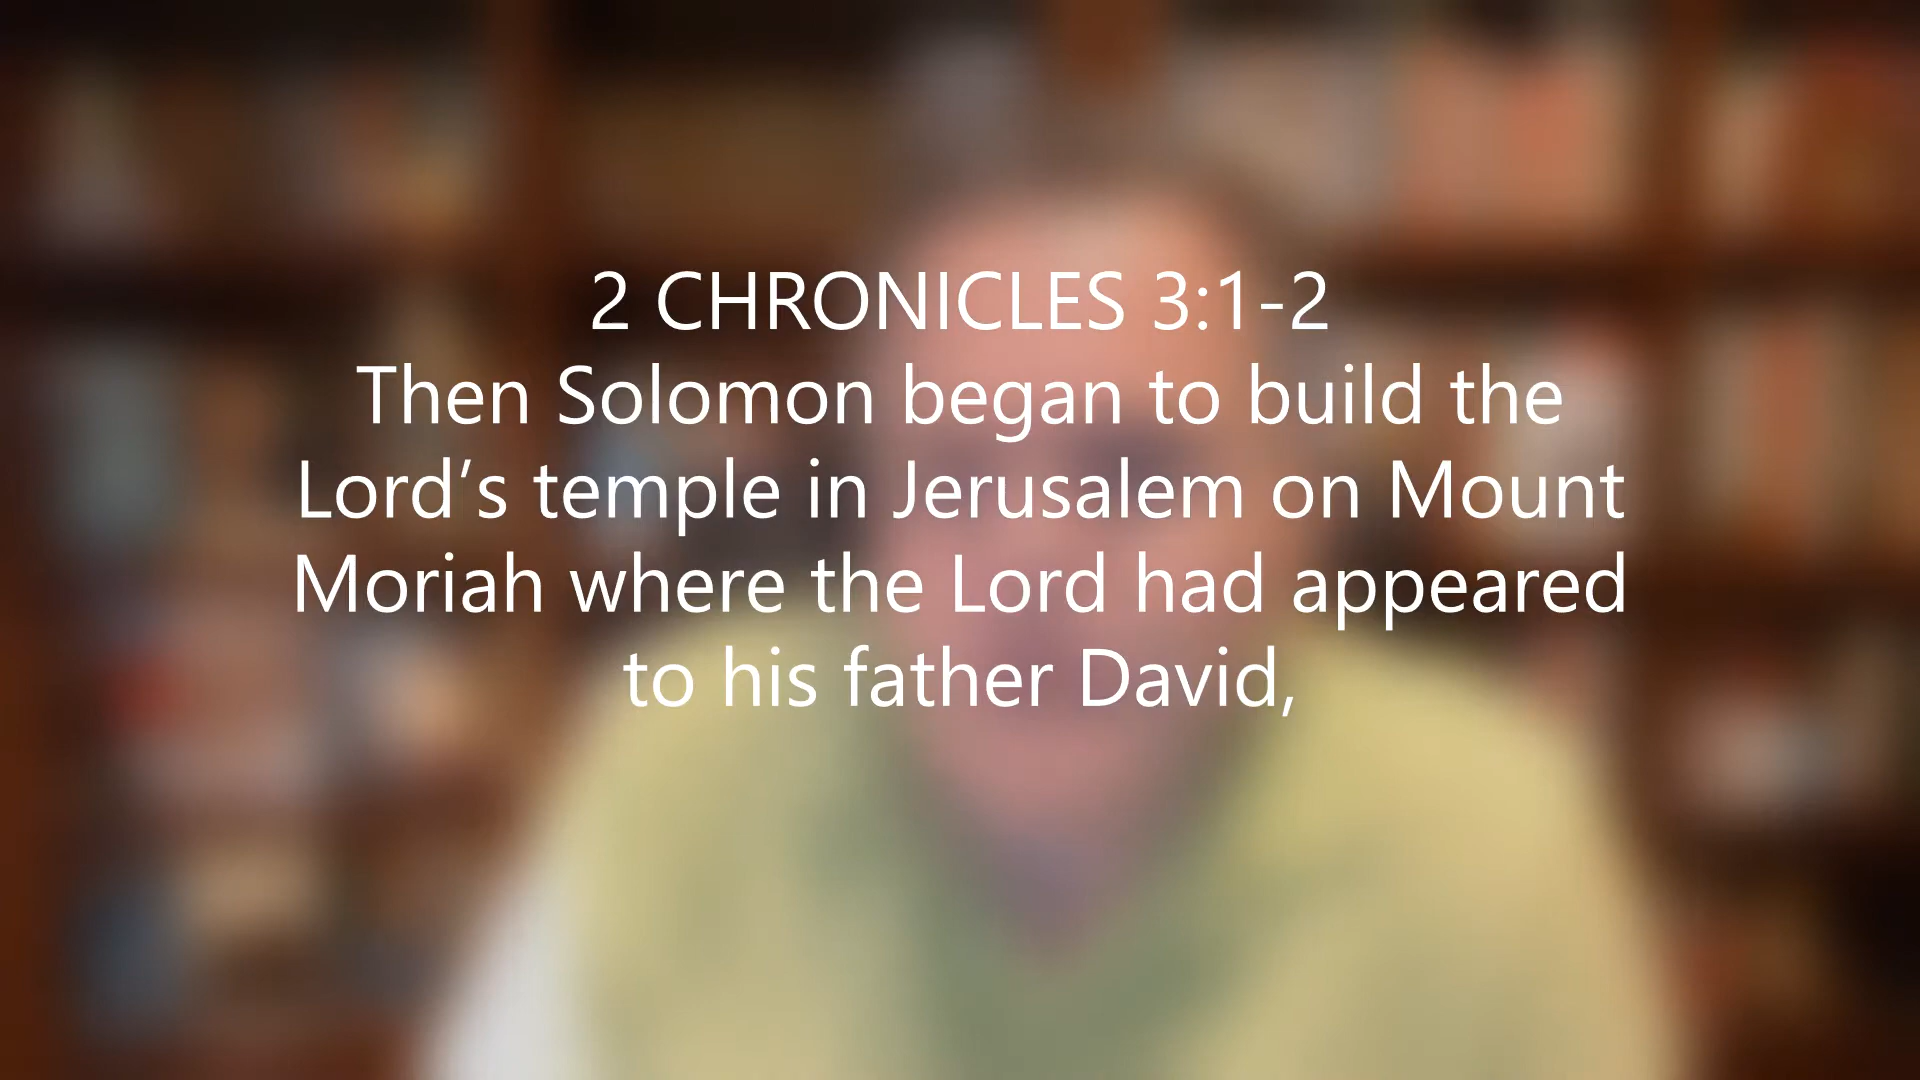 2 CHRONICLES 3:1-2
Then Solomon began to build the
Lord’s temple in Jerusalem on Mount
Moriah where the Lord had appeared
to his father David,